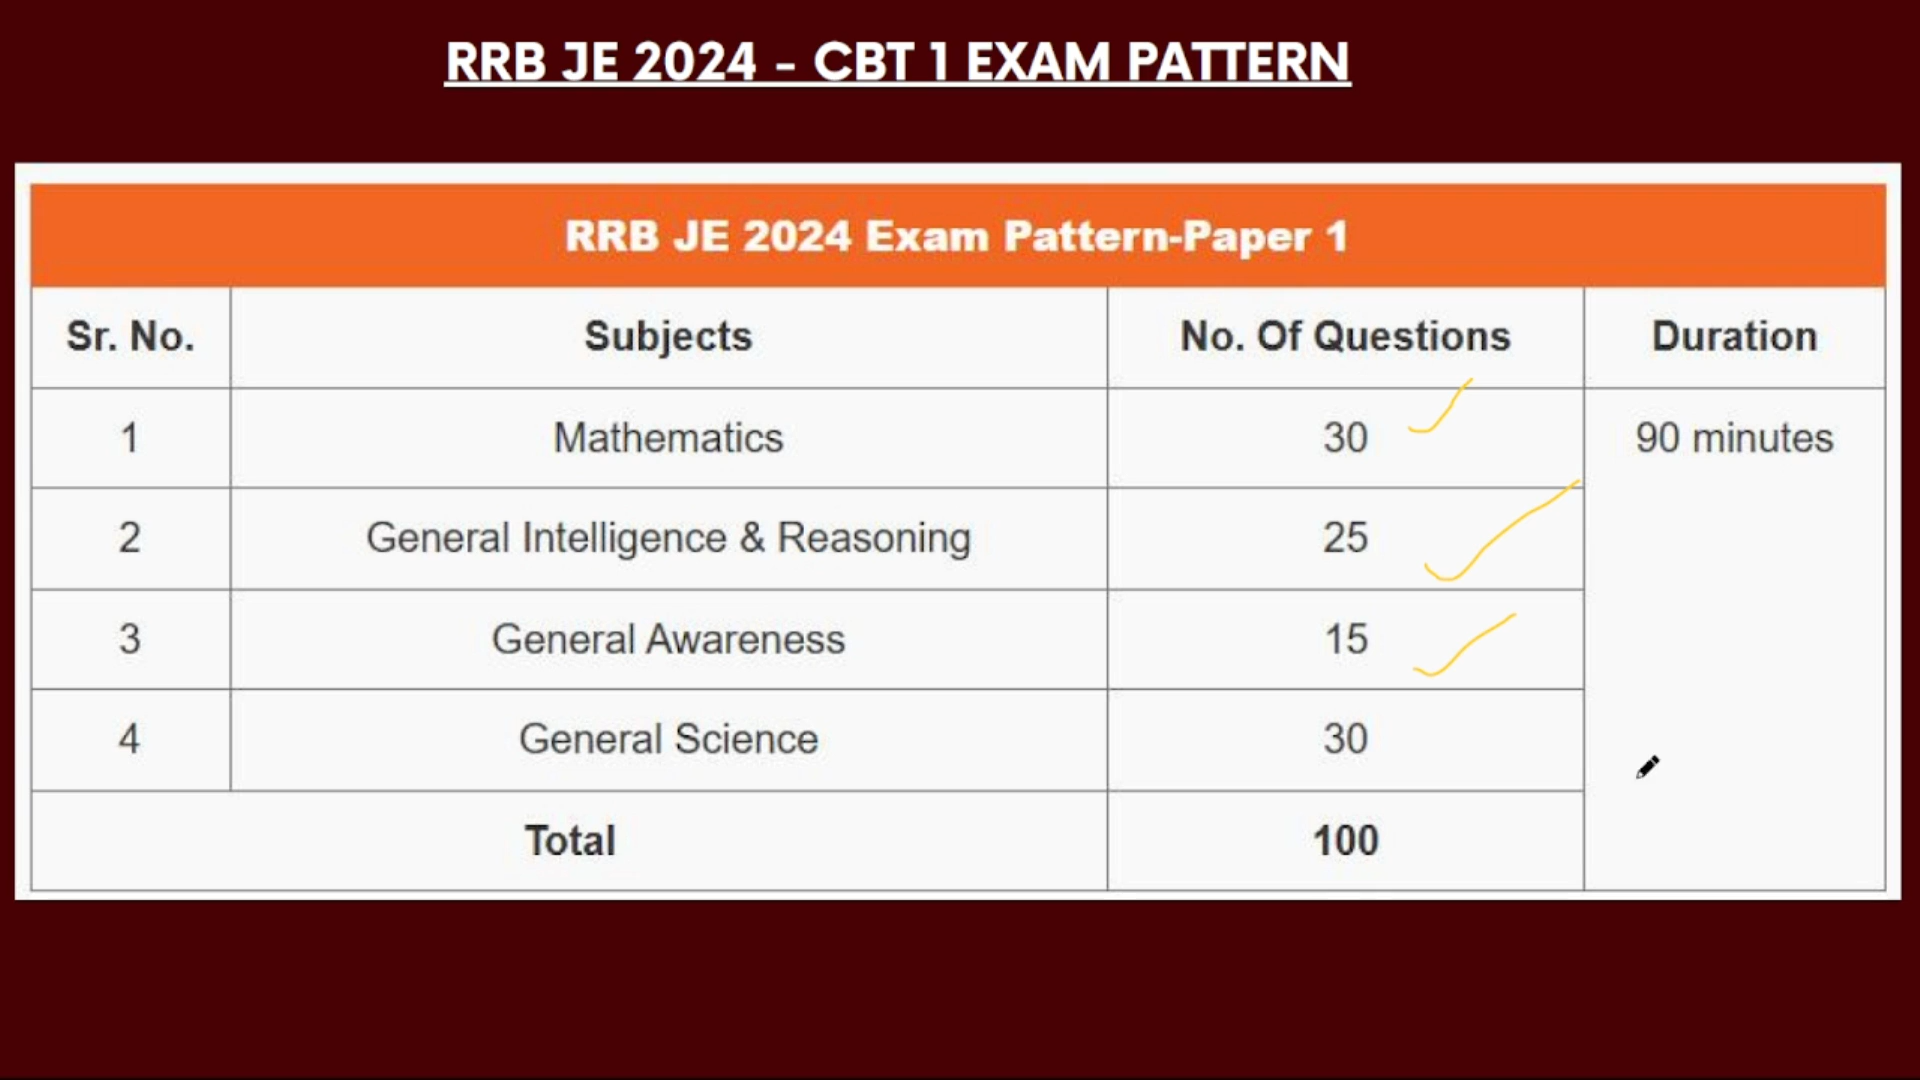 RRB JE 2024 - CBT 1 EXAM PATTERN
RRB JE 2024 Exam Pattern-Paper 1
Sr. No. Subjects No. Of Questions Duration
1 Mathematics 30 90 minutes
2 General Intelligence & Reasoning 25
3 General Awareness 15
4 General Science 30
Total 100